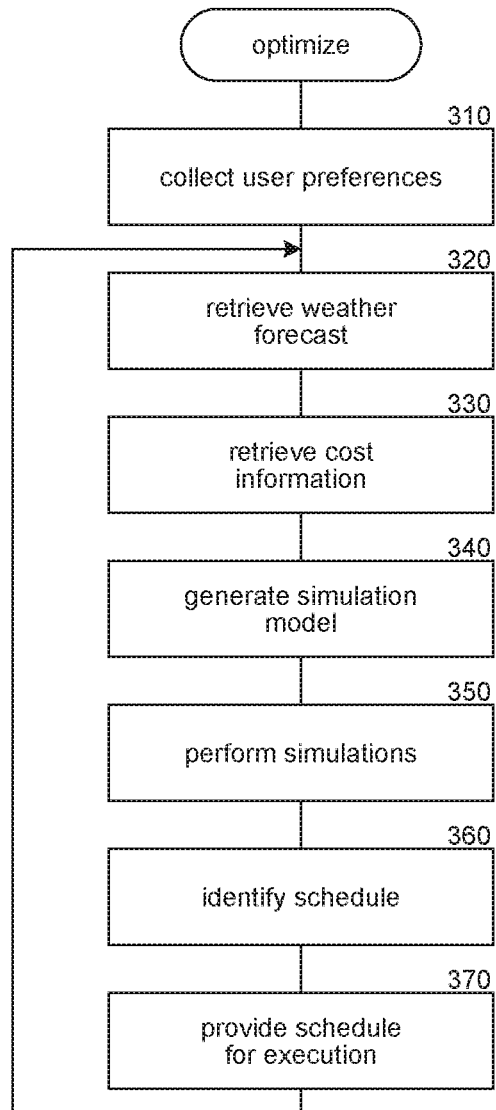 optimize
310
collect user preferences
320
retrieve weather
forecast
330
retrieve cost
information
340
generate simulation
model
350
perform simulations
360
identify schedule
370
provide schedule
for execution